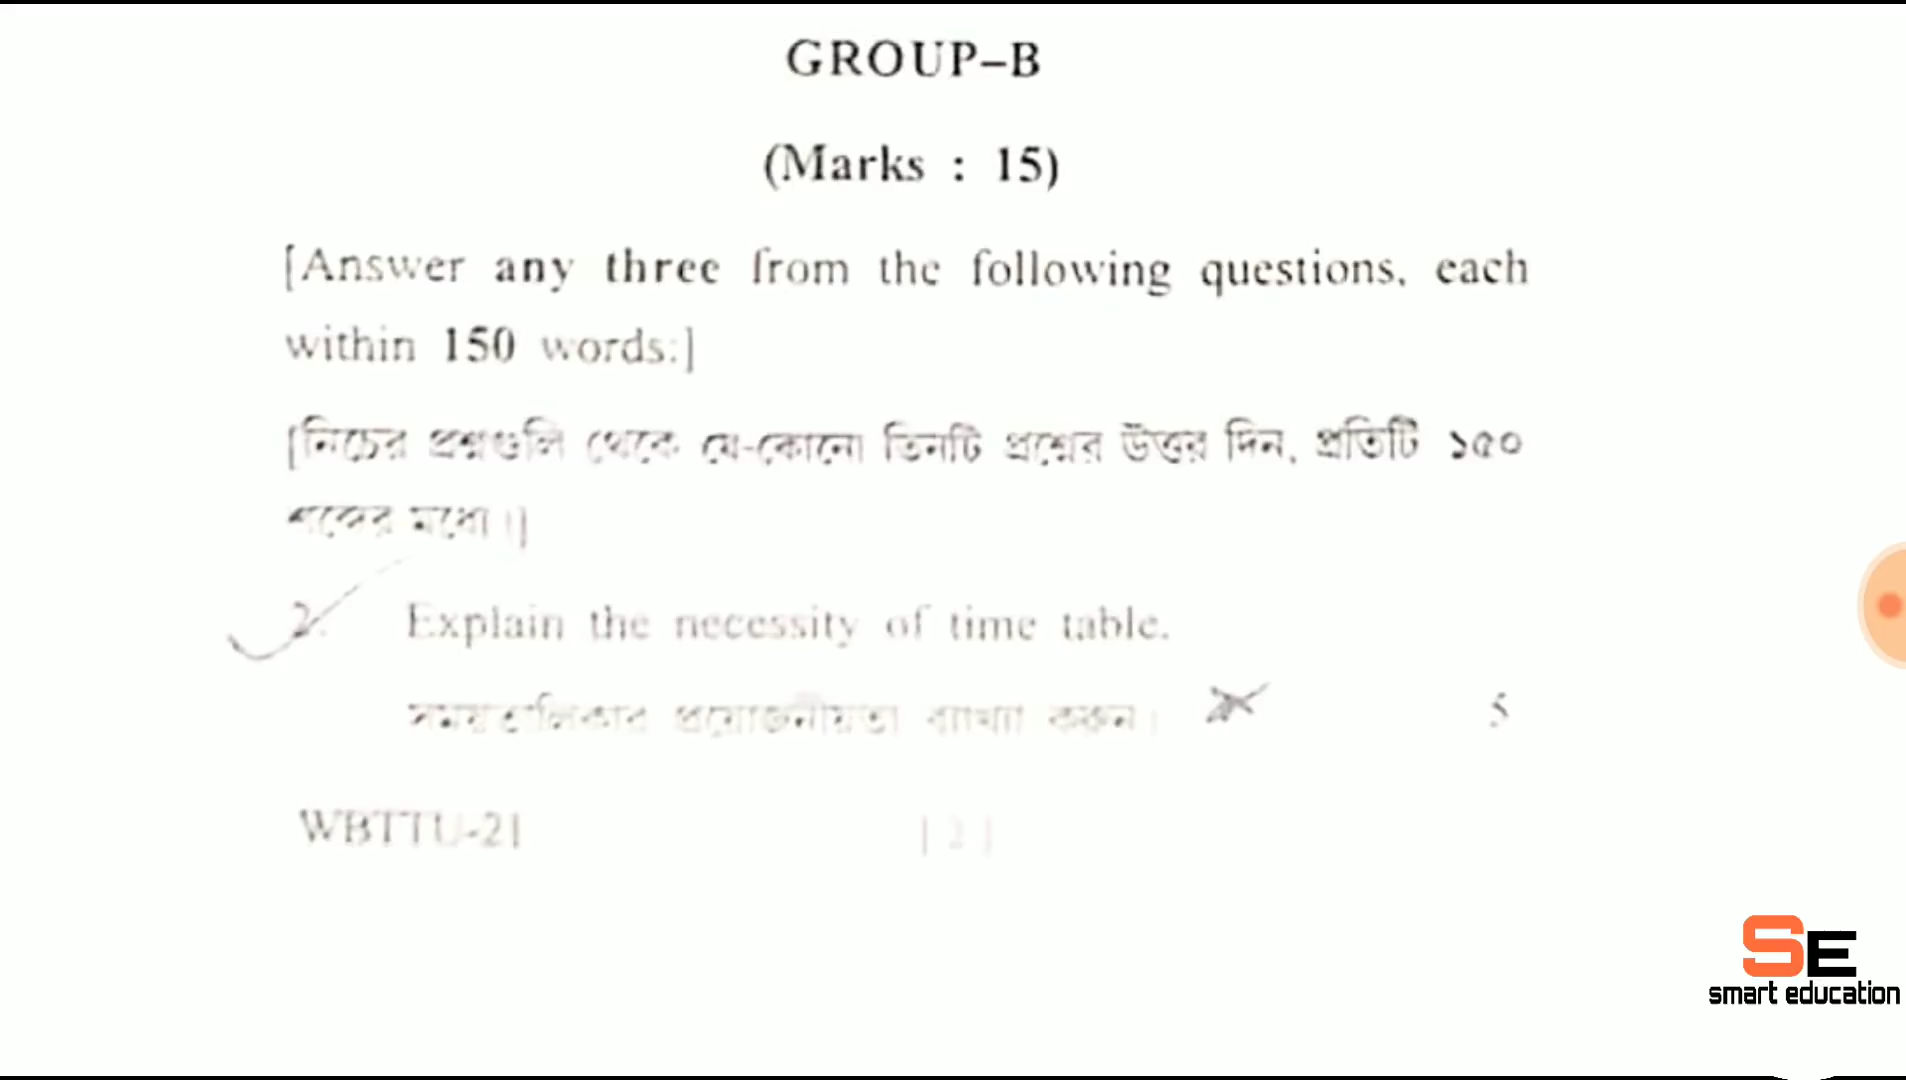 GROUP–B
(Marks : 15)
[Answer any three from the following questions, each
within 150 words:]
[নিচের প্রশ্নগুলি থেকে যে-কোনো তিনটি প্রশ্নের উত্তর দিন, প্রতিটি ১৫০
শব্দের মধ্যে।]
2. Explain the necessity of time table.
সময়তালিকার প্রয়োজনীয়তা ব্যাখ্যা করুন। 5
WBTTU-21 [ 2 ]
SE
smart education